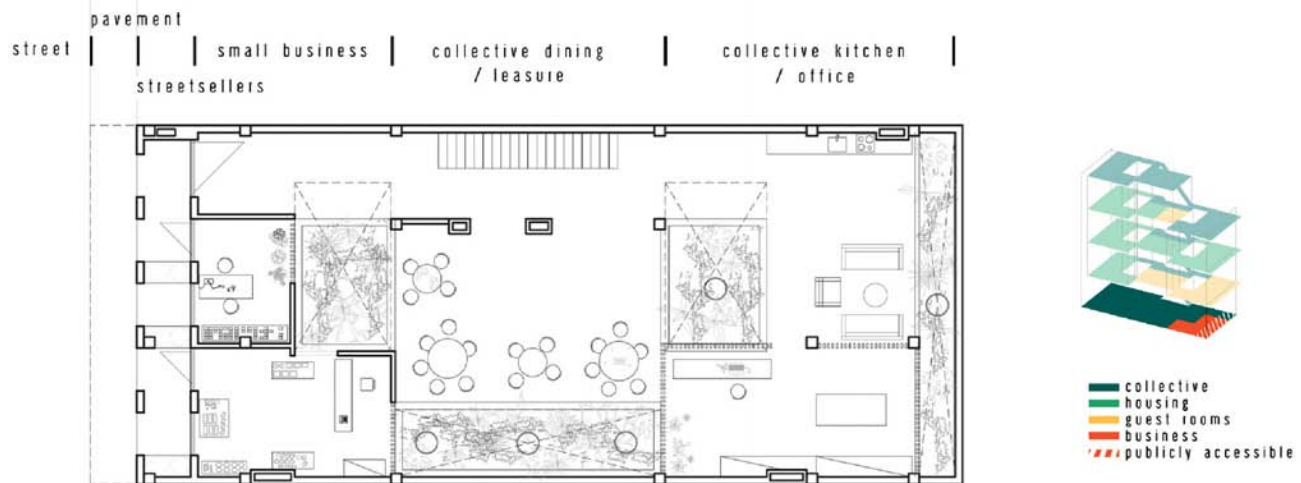 pavement
street
small business
collective dining
/ leasure
collective kitchen
/ office
streetsellers
collective
housing
guest rooms
business
publicly accessible